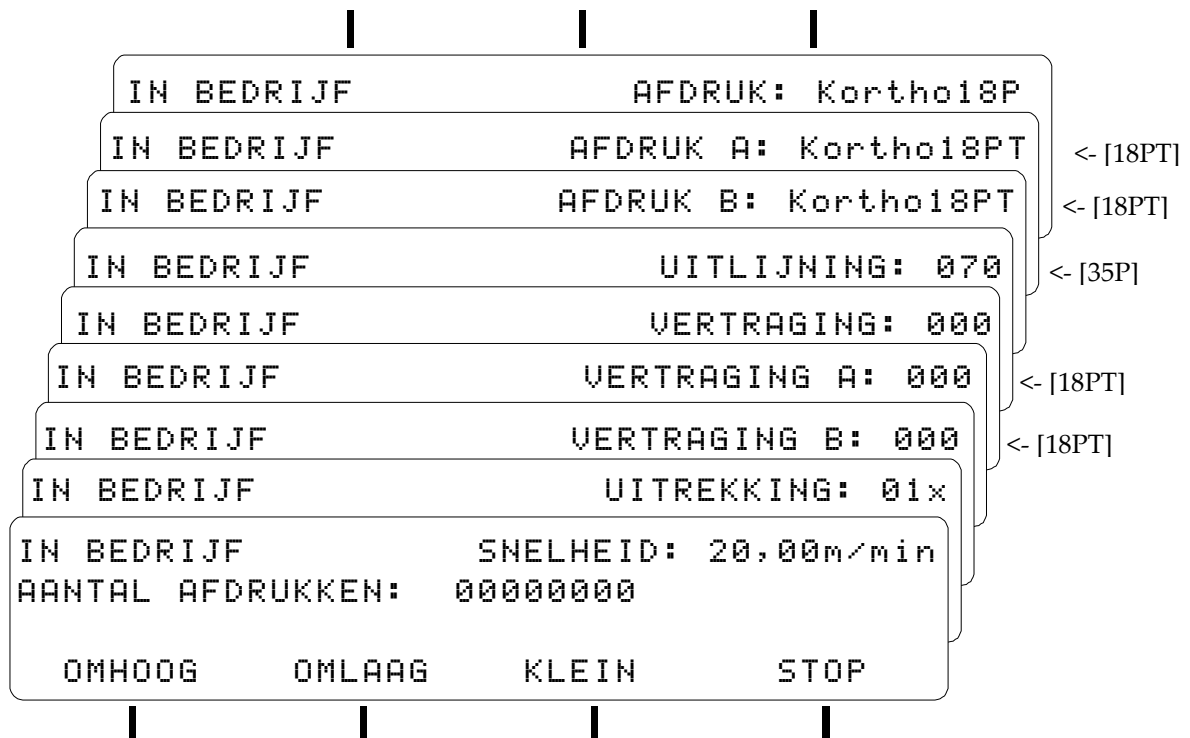 IN BEDRIJF AFDRUK: Kortho18P
IN BEDRIJF AFDRUK A: Kortho18PT <- [18PT]
IN BEDRIJF AFDRUK B: Kortho18PT <- [18PT]
IN BEDRIJF UITLIJNING: 070 <- [35P]
IN BEDRIJF VERTRAGING: 000
IN BEDRIJF VERTRAGING A: 000 <- [18PT]
IN BEDRIJF VERTRAGING B: 000 <- [18PT]
IN BEDRIJF UITREKKING: 01x
IN BEDRIJF SNELHEID: 20,00m/min
AANTAL AFDRUKKEN: 00000000
OMHOOG OMLAAG KLEIN STOP